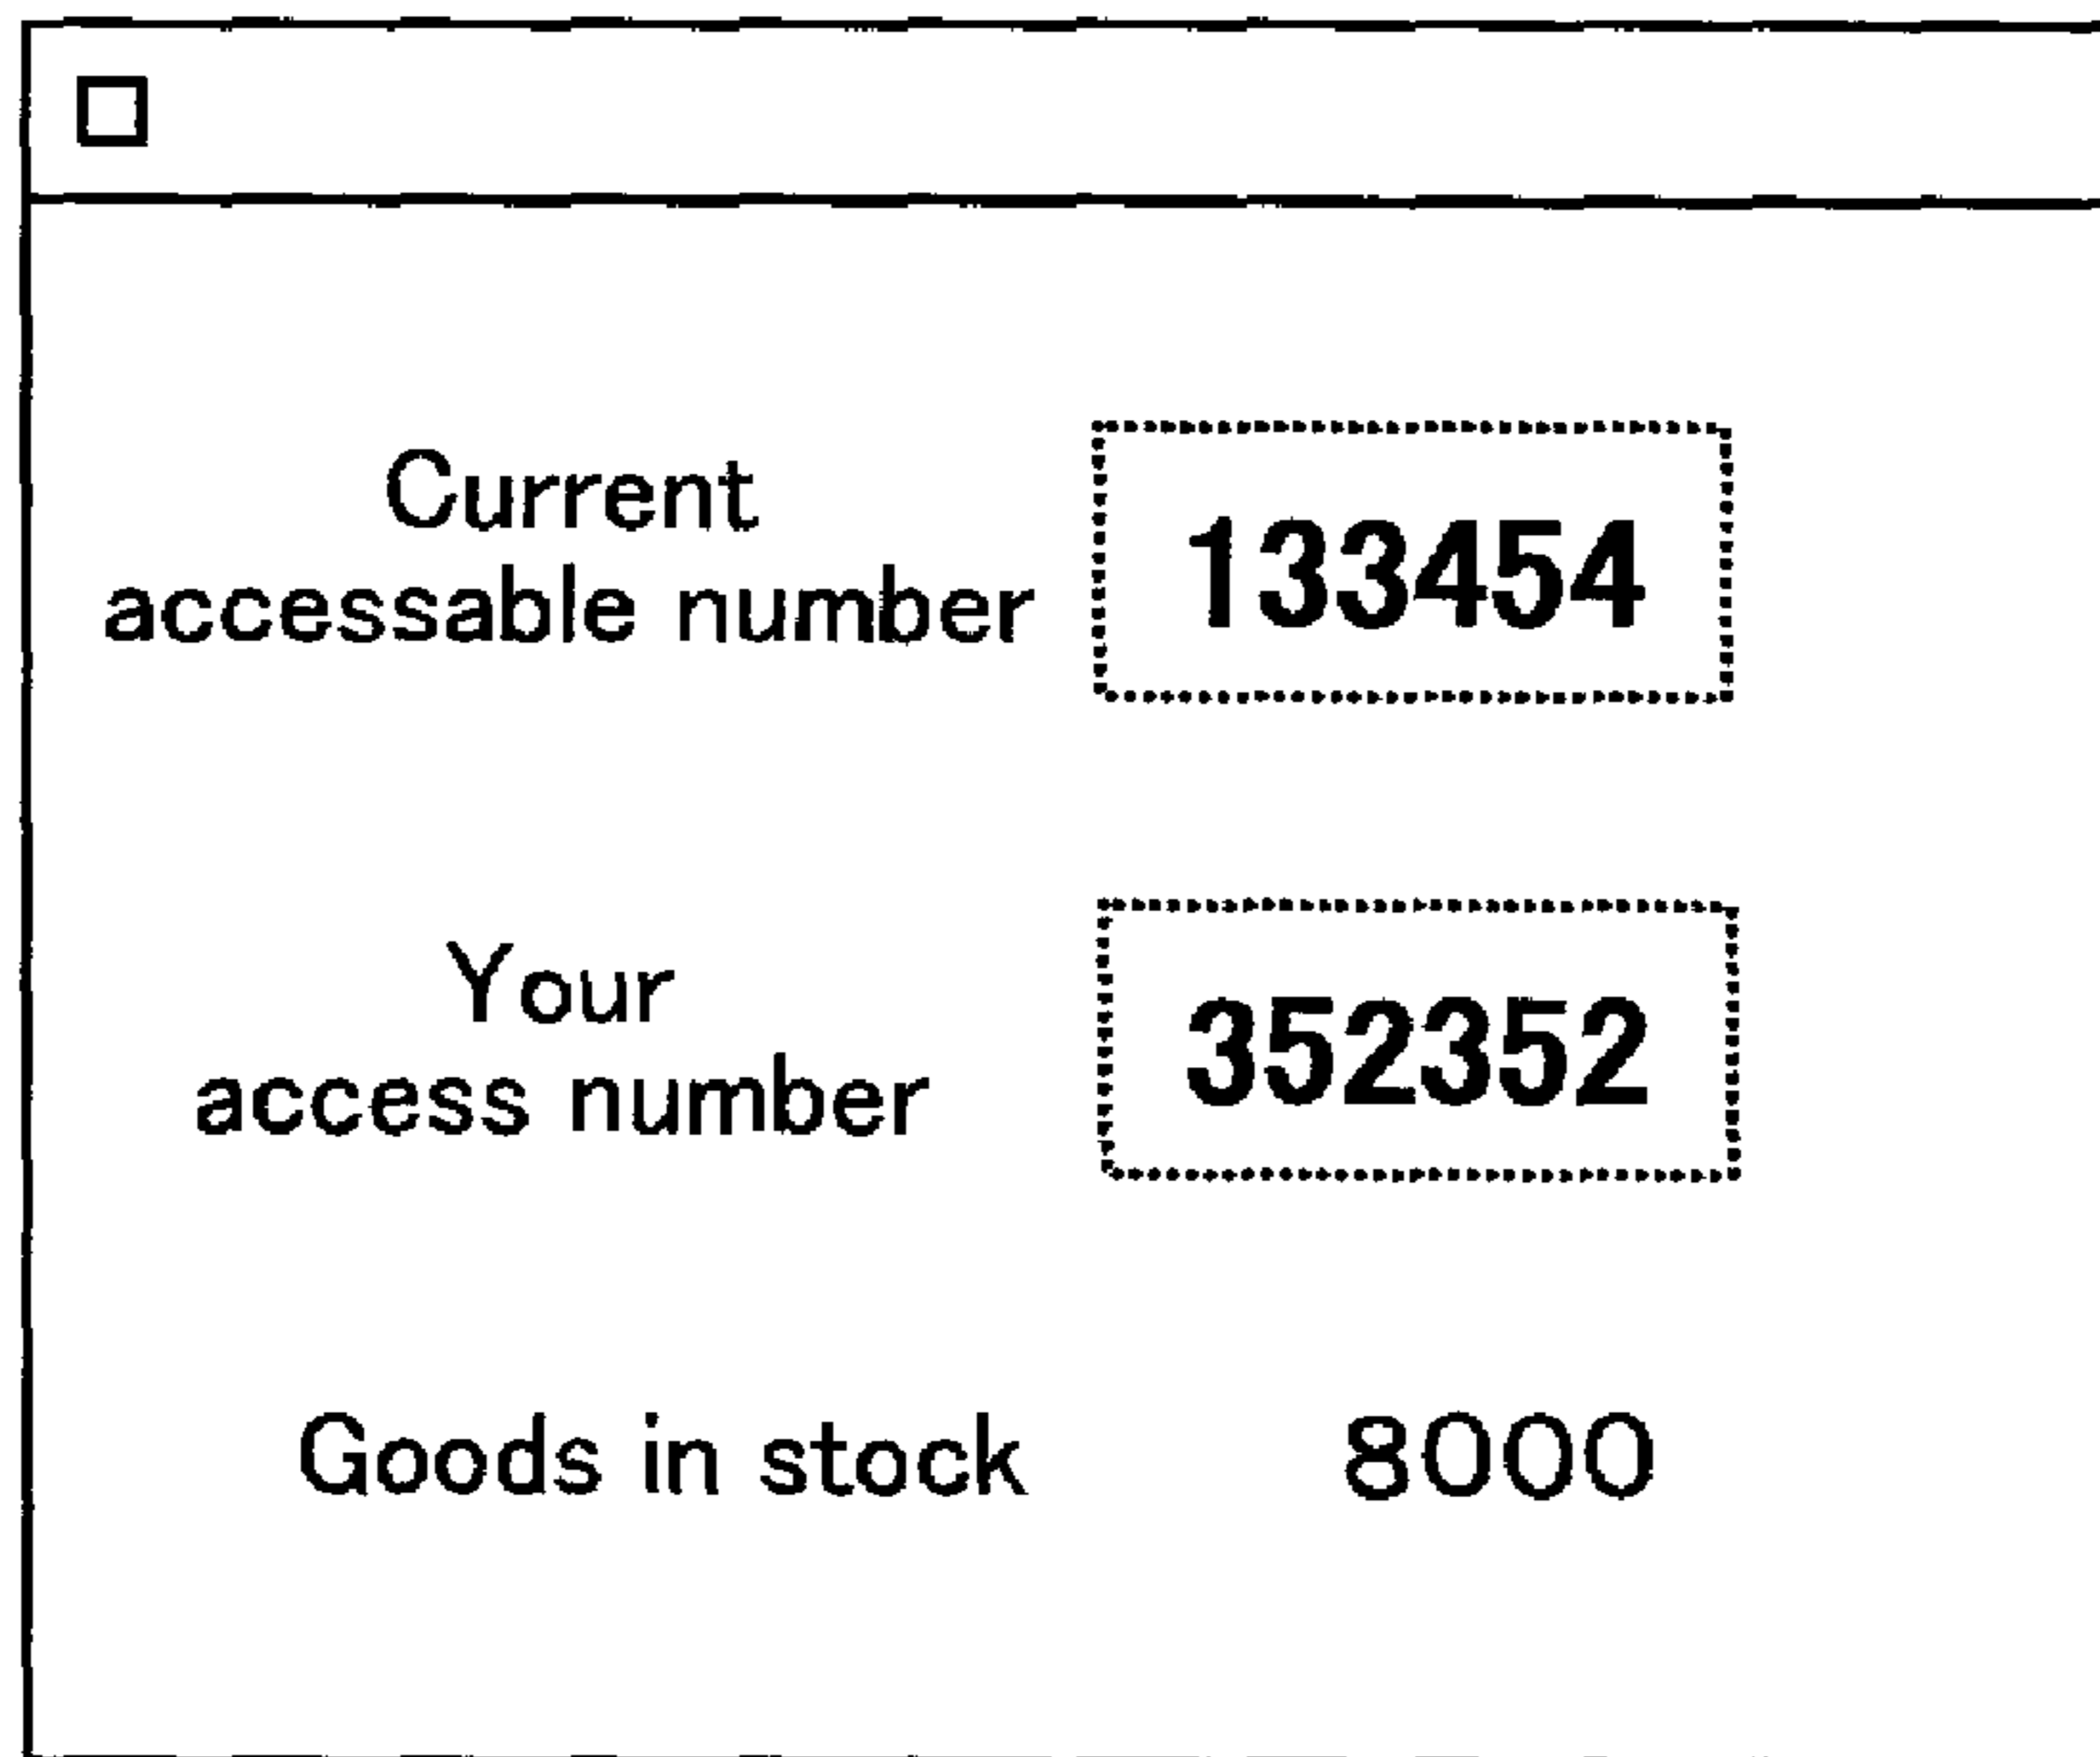 Current
accessable number 133454
Your
access number 352352
Goods in stock 8000